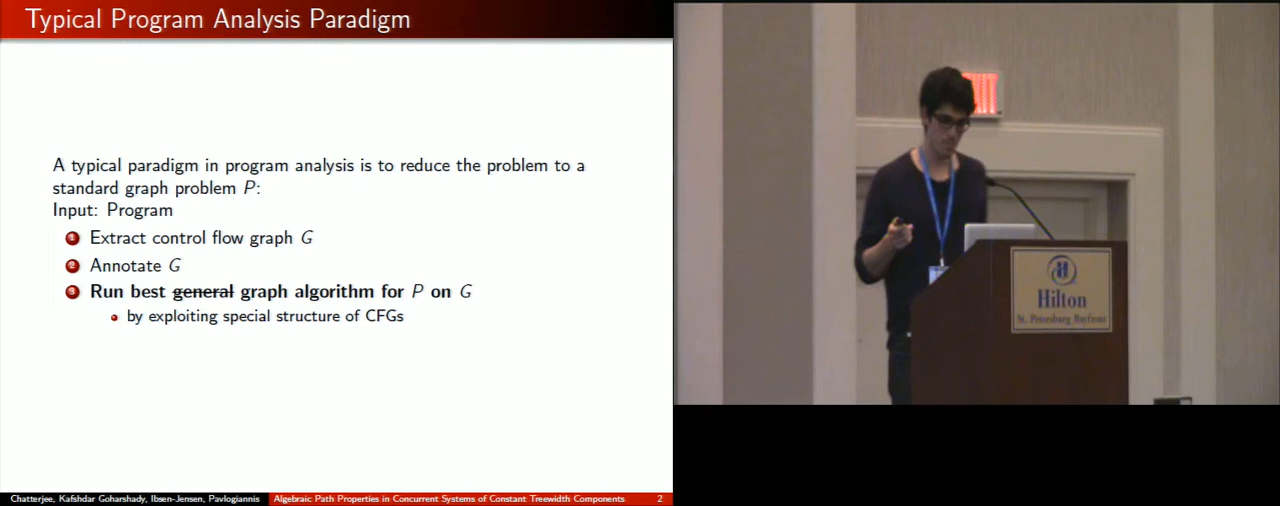 Typical Program Analysis Paradigm
A typical paradigm in program analysis is to reduce the problem to a
standard graph problem P:
Input: Program
1 Extract control flow graph G
2 Annotate G
3 Run best general graph algorithm for P on G
by exploiting special structure of CFGs
Chatterjee, Kafshdar Goharshady, Ibsen-Jensen, Pavlogiannis
Algebraic Path Properties in Concurrent Systems of Constant Treewidth Components
2
Hilton
St. Petersburg Bayfront